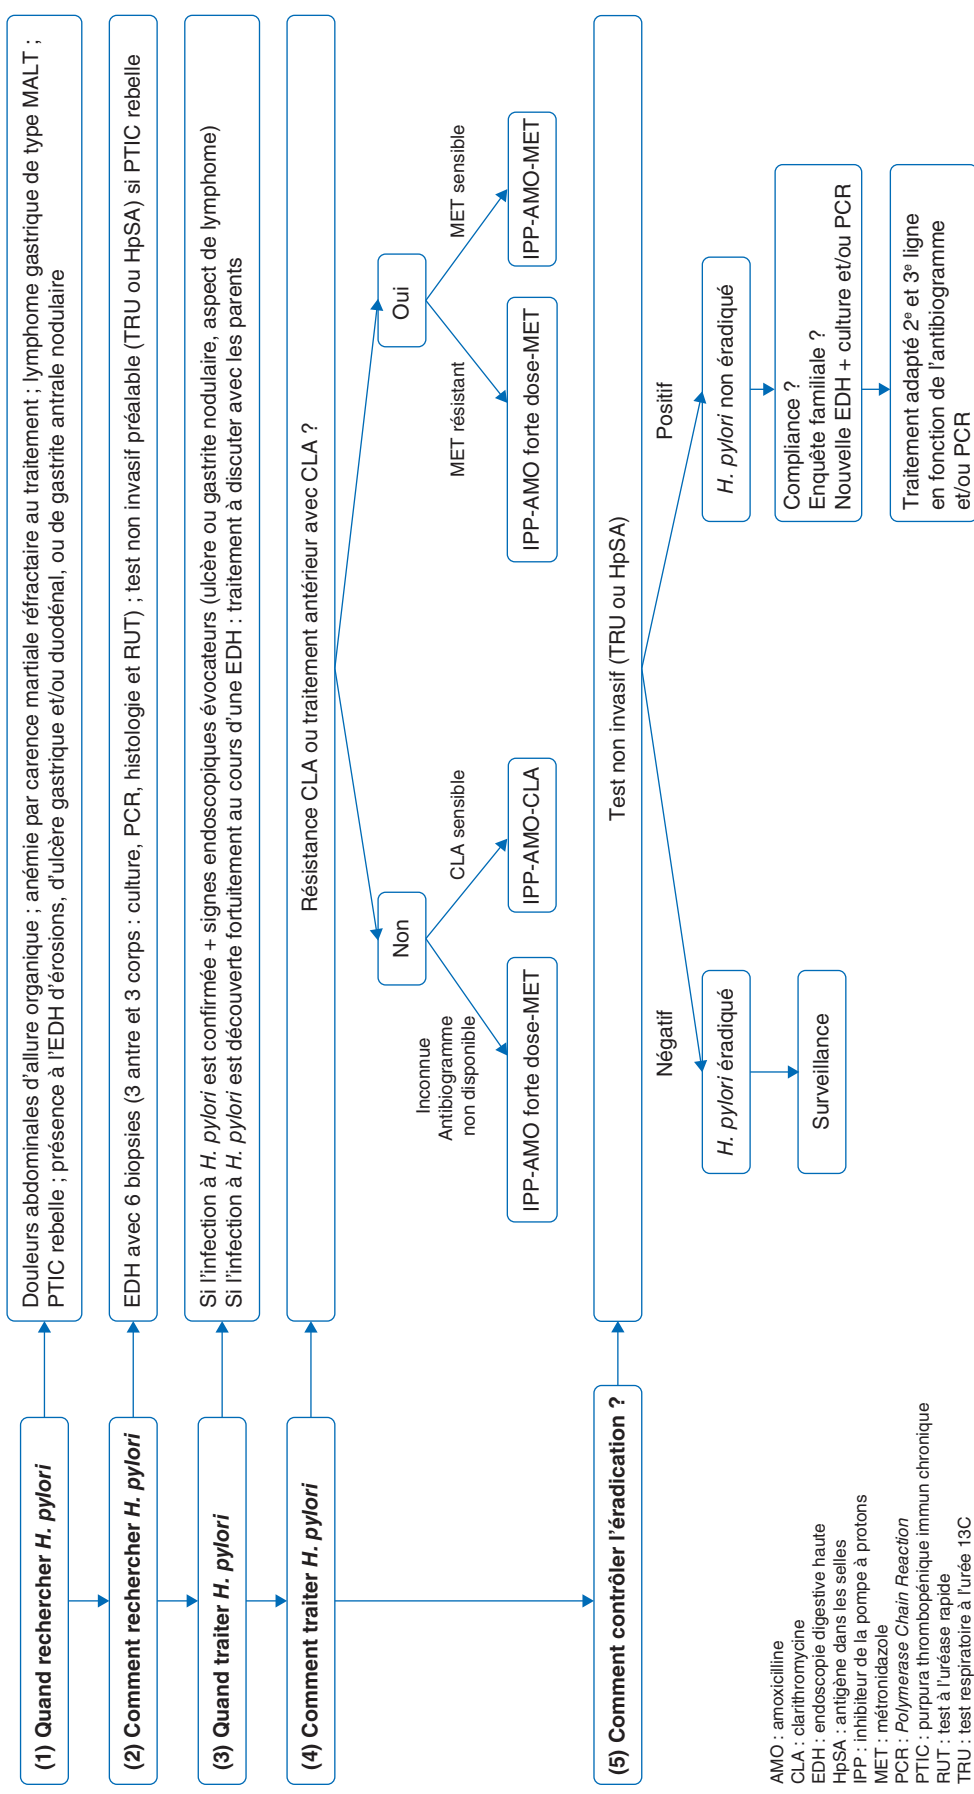 (1) Quand rechercher H. pylori
Douleurs abdominales d'allure organique ; anémie par carence martiale réfractaire au traitement ; lymphome gastrique de type MALT ;
PTIC rebelle ; présence à l'EDH d'érosions, d'ulcère gastrique et/ou duodénal, ou de gastrite antrale nodulaire
(2) Comment rechercher H. pylori
EDH avec 6 biopsies (3 antre et 3 corps : culture, PCR, histologie et RUT) ; test non invasif préalable (TRU ou HpSA) si PTIC rebelle
(3) Quand traiter H. pylori
Si l'infection à H. pylori est confirmée + signes endoscopiques évocateurs (ulcère ou gastrite nodulaire, aspect de lymphome)
Si l'infection à H. pylori est découverte fortuitement au cours d'une EDH : traitement à discuter avec les parents
(4) Comment traiter H. pylori
Résistance CLA ou traitement antérieur avec CLA ?
Non
Oui
Inconnue
Antibiogramme
non disponible
CLA sensible
MET résistant
MET sensible
IPP-AMO forte dose-MET
IPP-AMO-CLA
IPP-AMO forte dose-MET
IPP-AMO-MET
(5) Comment contrôler l'éradication ?
Test non invasif (TRU ou HpSA)
Négatif
Positif
H. pylori éradiqué
H. pylori non éradiqué
Surveillance
Compliance ?
Enquête familiale ?
Nouvelle EDH + culture et/ou PCR
Traitement adapté 2e et 3e ligne
en fonction de l'antibiogramme
et/ou PCR
AMO : amoxicilline
CLA : clarithromycine
EDH : endoscopie digestive haute
HpSA : antigène dans les selles
IPP : inhibiteur de la pompe à protons
MET : métronidazole
PCR : Polymerase Chain Reaction
PTIC : purpura thrombopénique immun chronique
RUT : test à l'uréase rapide
TRU : test respiratoire à l'urée 13C